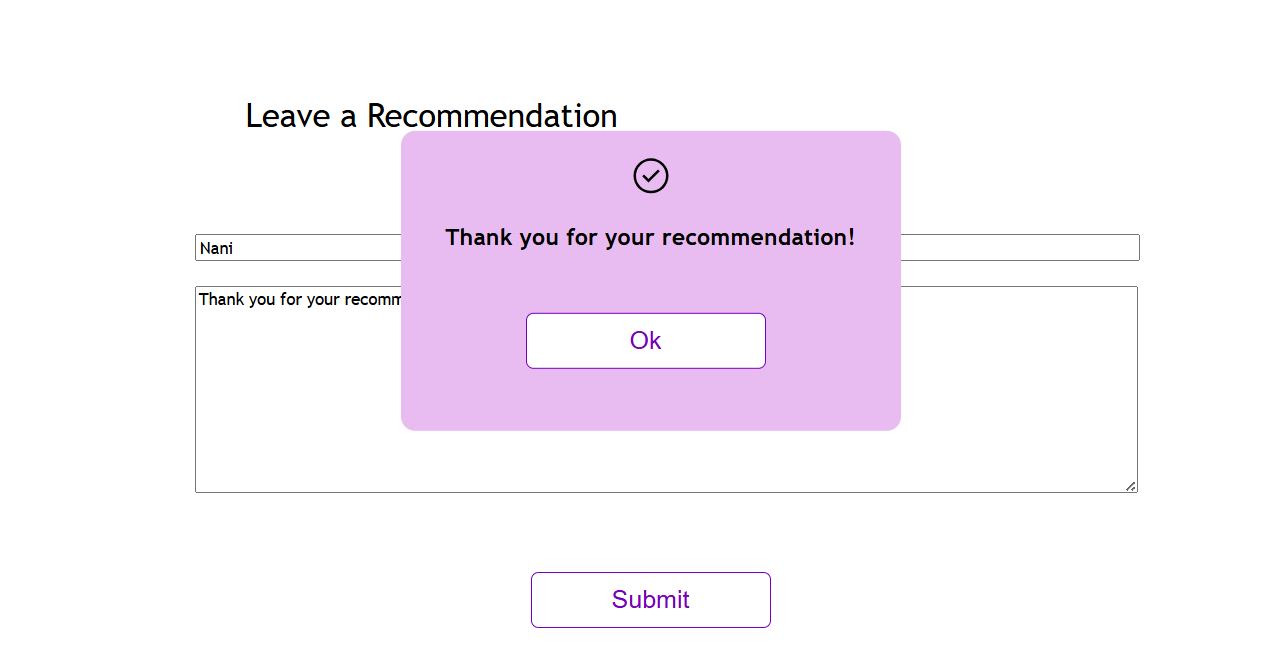 Leave a Recommendation
Thank you for your recommendation!
Nani
Thank you for your recomm
Ok
Submit